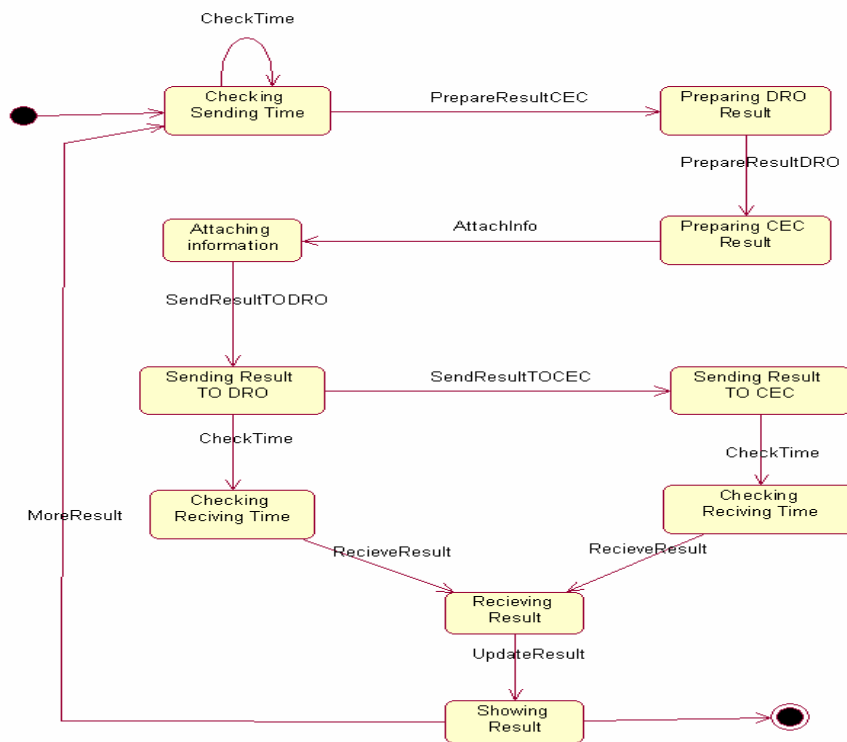 CheckTime
Checking
Sending Time
PrepareResultCEC
Preparing DRO
Result
PrepareResultDRO
Attaching
information
AttachInfo
Preparing CEC
Result
SendResultTODRO
Sending Result
TO DRO
SendResultTOCEC
Sending Result
TO CEC
CheckTime
CheckTime
Checking
Reciving Time
Checking
Reciving Time
MoreResult
RecieveResult
RecieveResult
Recieving
Result
UpdateResult
Showing
Result